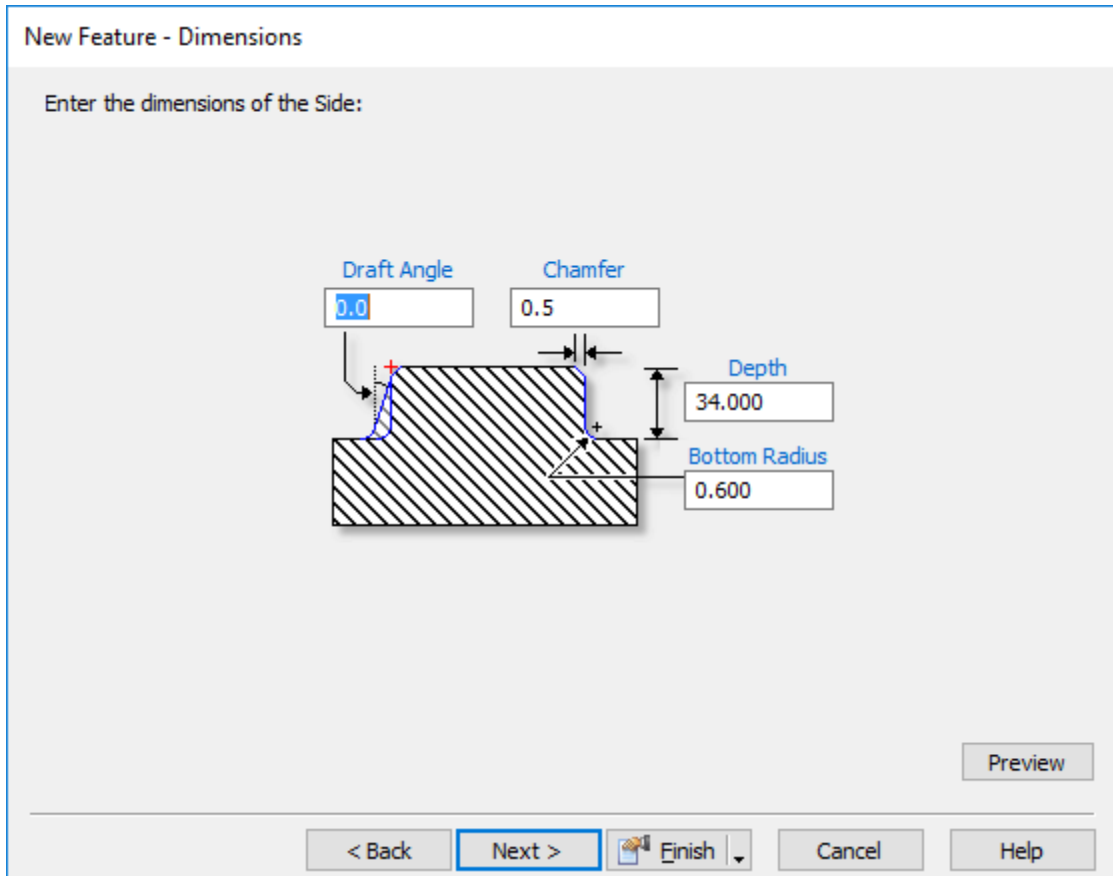 New Feature - Dimensions
Enter the dimensions of the Side:
Draft Angle
Chamfer
0.0
0.5
Depth
34.000
Bottom Radius
0.600
Preview
< Back
Next >
Finish
Cancel
Help